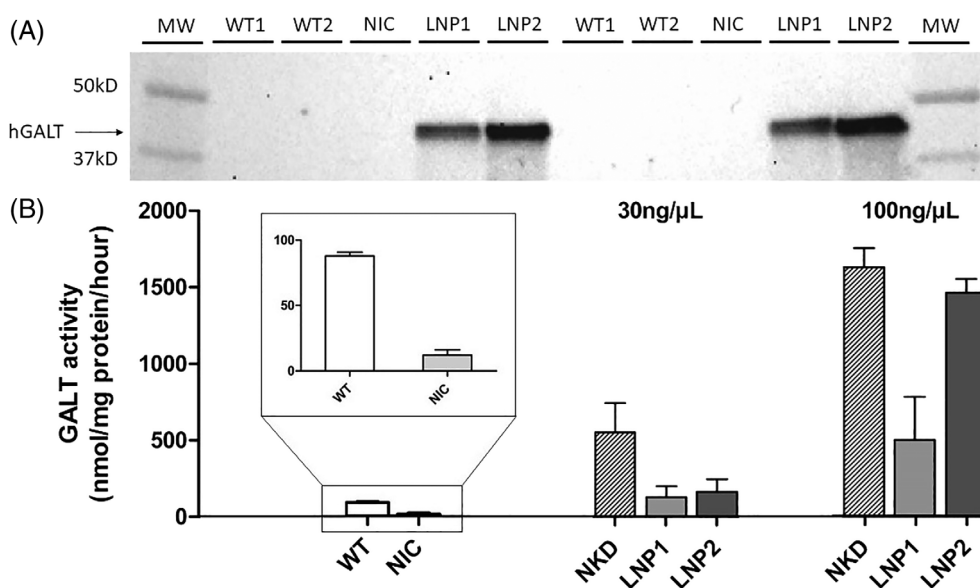 (A)
MW WT1 WT2 NIC LNP1 LNP2 WT1 WT2 NIC LNP1 LNP2 MW
50kD
hGALT
37kD
(B)
2000
1500
1000
500
0
GALT activity
(nmol/mg protein/hour)
100
50
0
WT NIC
WT NIC
30ng/µL
NKD LNP1 LNP2
100ng/µL
NKD LNP1 LNP2